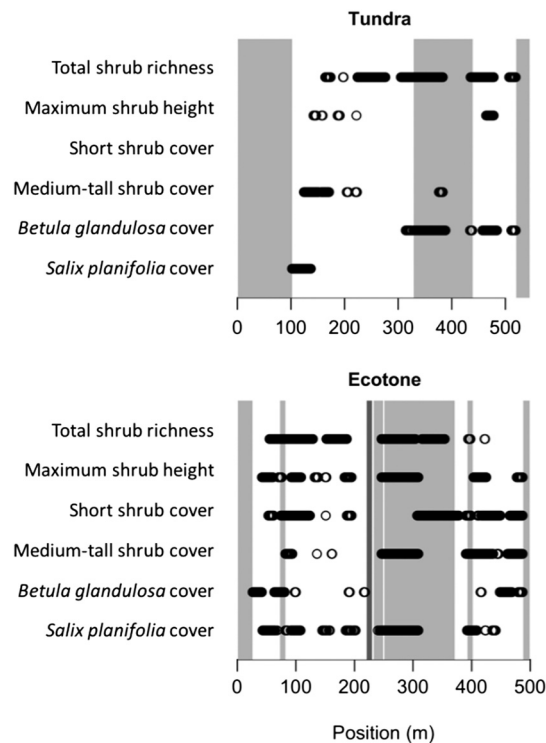 Tundra
Total shrub richness
Maximum shrub height
Short shrub cover
Medium-tall shrub cover
Betula glandulosa cover
Salix planifolia cover
0 100 200 300 400 500
Ecotone
Total shrub richness
Maximum shrub height
Short shrub cover
Medium-tall shrub cover
Betula glandulosa cover
Salix planifolia cover
0 100 200 300 400 500
Position (m)